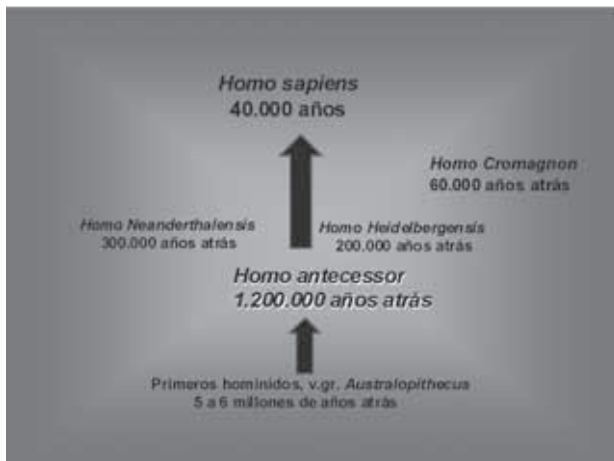 Homo sapiens
40.000 años
Homo Cromagnon
60.000 años atrás
Homo Neanderthalensis
300.000 años atrás
Homo Heidelbergensis
200.000 años atrás
Homo antecessor
1.200.000 años atrás
Primeros hominidos, v.gr. Australopithecus
5 a 6 millones de años atrás